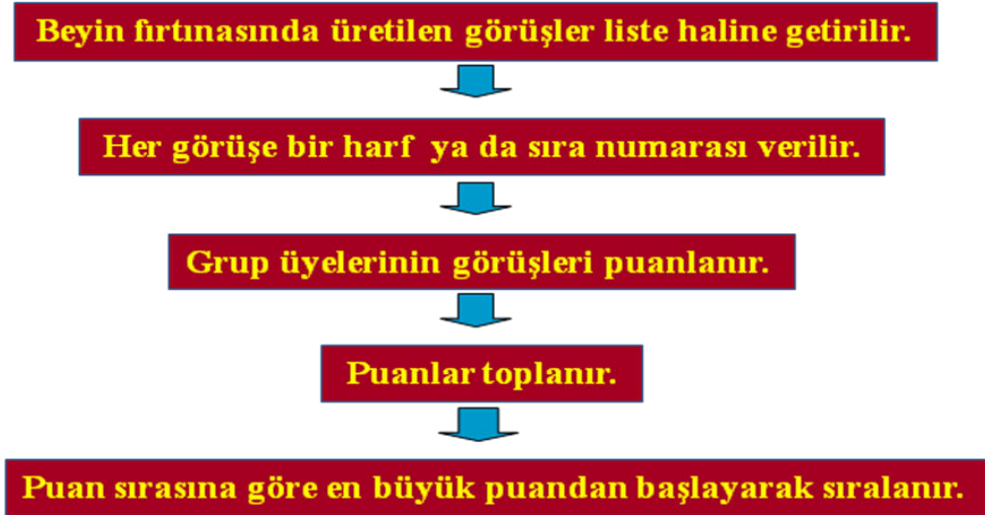 Beyin fırtınasında üretilen görüşler liste haline getirilir.
Her görüşe bir harf ya da sıra numarası verilir.
Grup üyelerinin görüşleri puanlanır.
Puanlar toplanır.
Puan sırasına göre en büyük puandan başlayarak sıralanır.